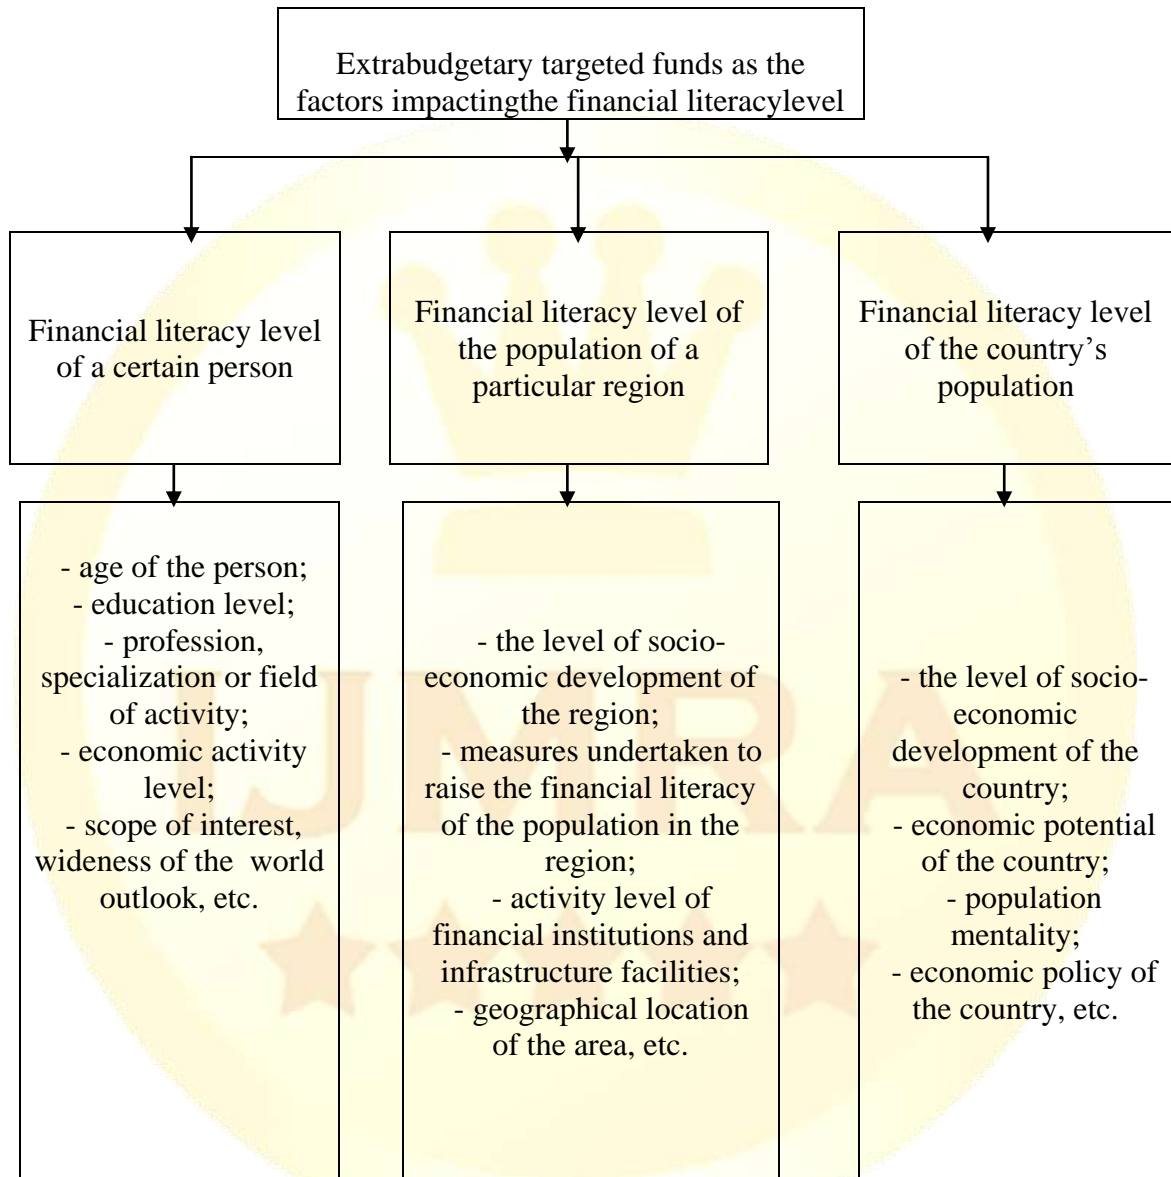 Extrabudgetary targeted funds as the
factors impactingthe financial literacylevel
Financial literacy level
of a certain person
Financial literacy level of
the population of a
particular region
Financial literacy level
of the country’s
population
- age of the person;
- education level;
- profession,
specialization or field
of activity;
- economic activity
level;
- scope of interest,
wideness of the world
outlook, etc.
- the level of socio-
economic development of
the region;
- measures undertaken to
raise the financial literacy
of the population in the
region;
- activity level of
financial institutions and
infrastructure facilities;
- geographical location
of the area, etc.
- the level of socio-
economic
development of the
country;
- economic potential
of the country;
- population
mentality;
- economic policy of
the country, etc.
IJMRA